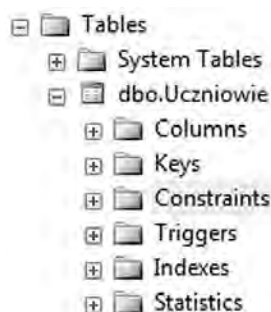 Tables
System Tables
dbo.Uczniowie
Columns
Keys
Constraints
Triggers
Indexes
Statistics